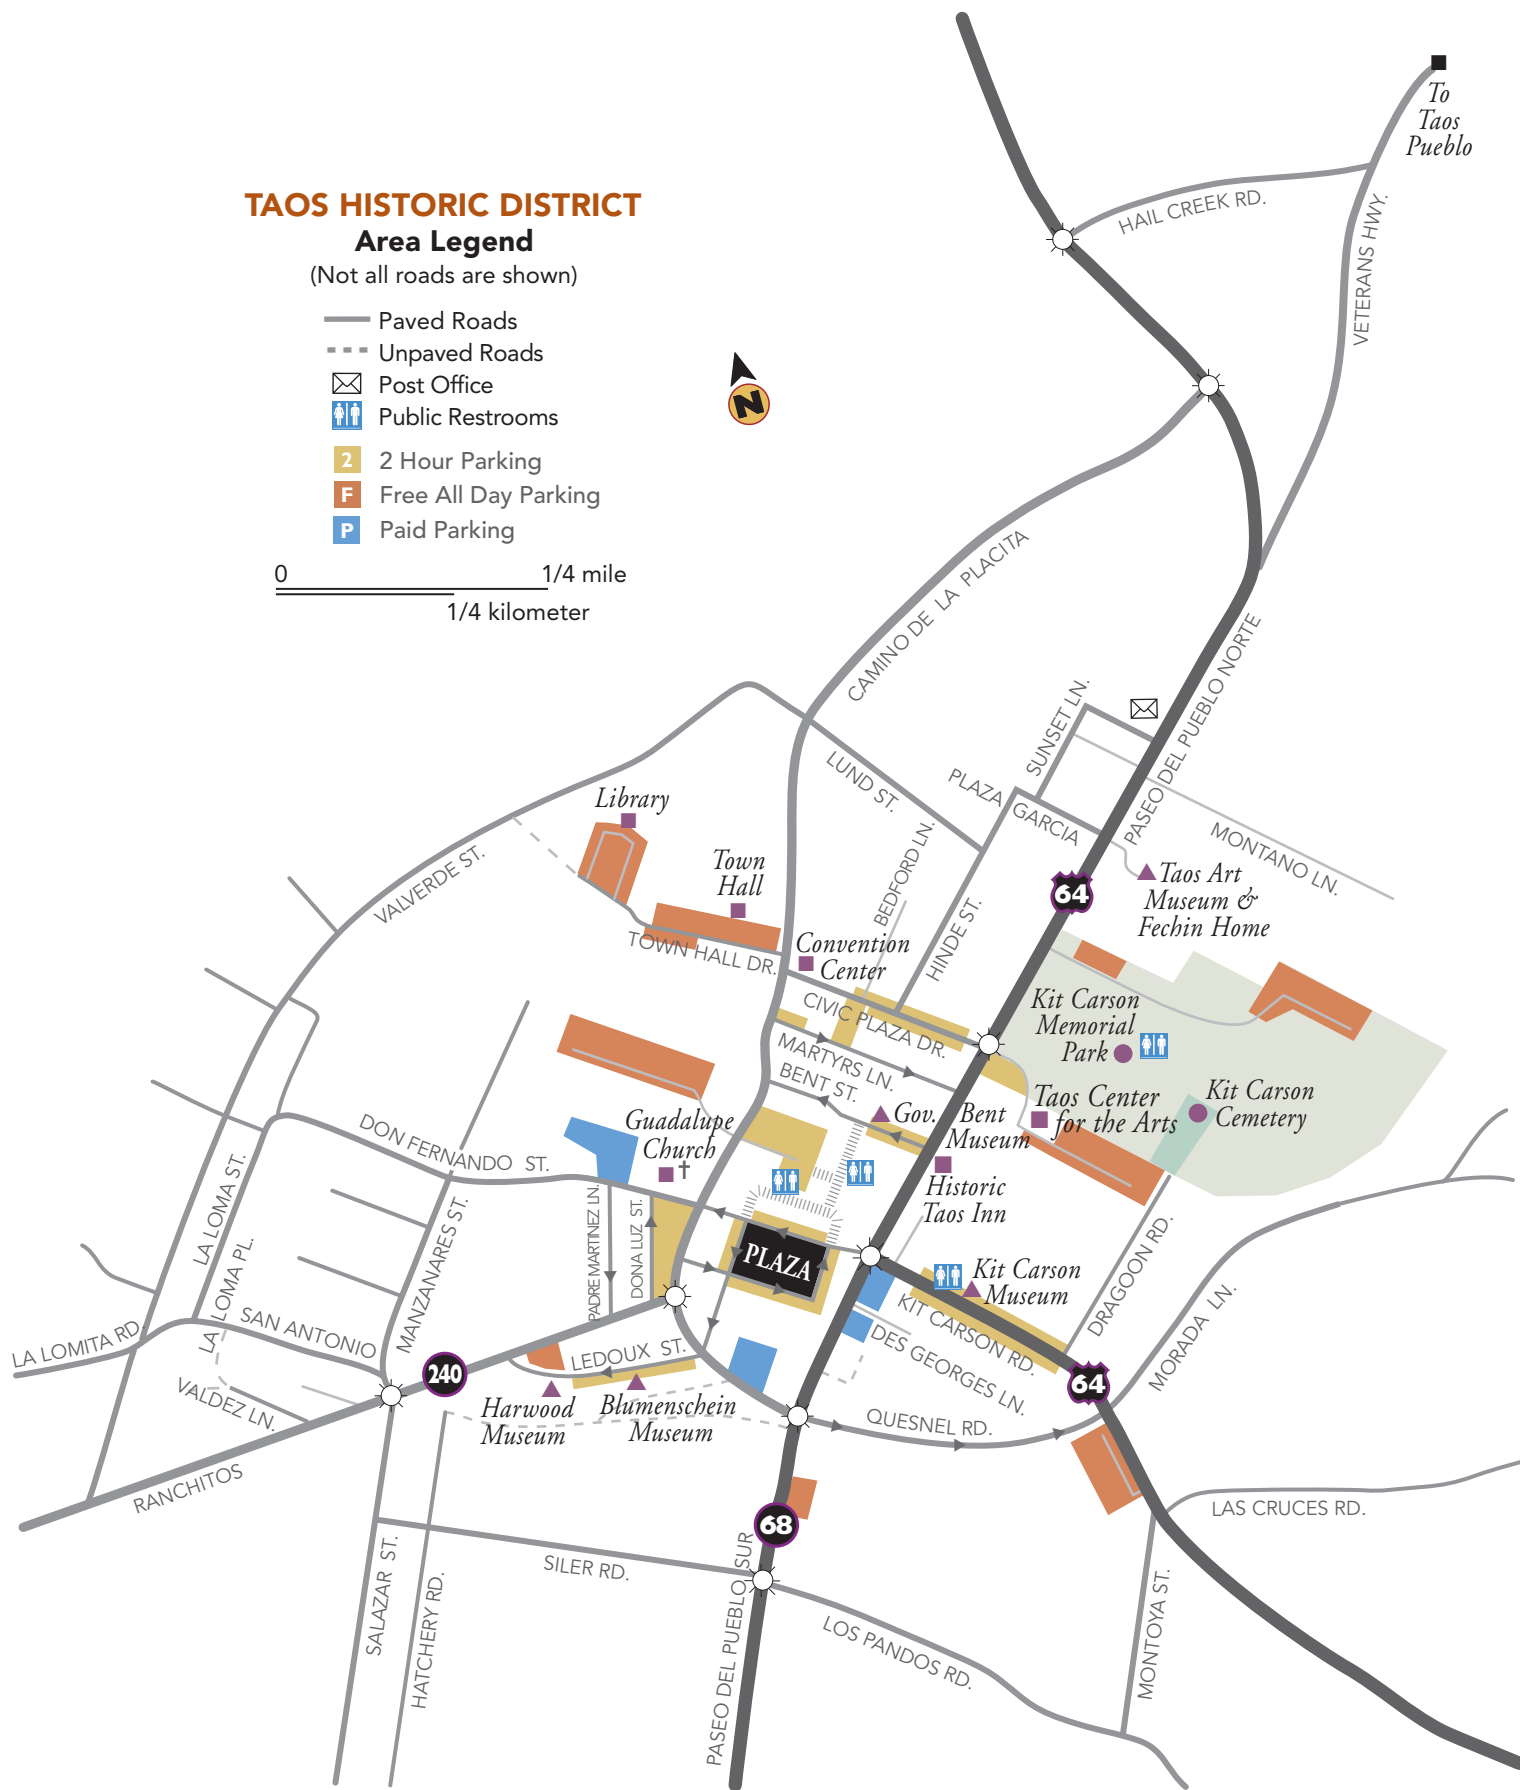 To
Taos
Pueblo
HAIL CREEK RD.
VETERANS HWY.
TAOS HISTORIC DISTRICT
Area Legend
(Not all roads are shown)
Paved Roads
Unpaved Roads
Post Office
Public Restrooms
2 2 Hour Parking
F Free All Day Parking
P Paid Parking
0 1/4 mile
1/4 kilometer
N
CAMINO DE LA PLACITA
PASEO DEL PUEBLO NORTE
SUNSET LN.
LUND ST.
PLAZA GARCIA
MONTANO LN.
BEDFORD LN.
HINDE ST.
Library
VALVERDE ST.
Town
Hall
TOWN HALL DR.
64
Taos Art
Museum &
Fechin Home
Convention
Center
CIVIC PLAZA DR.
Kit Carson
Memorial
Park
MARTYRS LN.
BENT ST.
Gov. Bent
Museum
Taos Center
for the Arts
Kit Carson
Cemetery
Guadalupe
Church
DON FERNANDO ST.
Historic
Taos Inn
LA LOMA ST.
LA LOMA PL.
MANZANARES ST.
PADRE MARTINEZ LN.
DONA LUZ ST.
PLAZA
Kit Carson
Museum
KIT CARSON RD.
DRAGOON RD.
MORADA LN.
LA LOMITA RD.
SAN ANTONIO
VALDEZ LN.
240
LEDOUX ST.
DES GEORGES LN.
64
Harwood
Museum
Blumenschein
Museum
QUESNEL RD.
RANCHITOS
68
LAS CRUCES RD.
SALAZAR ST.
HATCHERY RD.
SILER RD.
PASEO DEL PUEBLO SUR
LOS PANDOS RD.
MONTOYA ST.